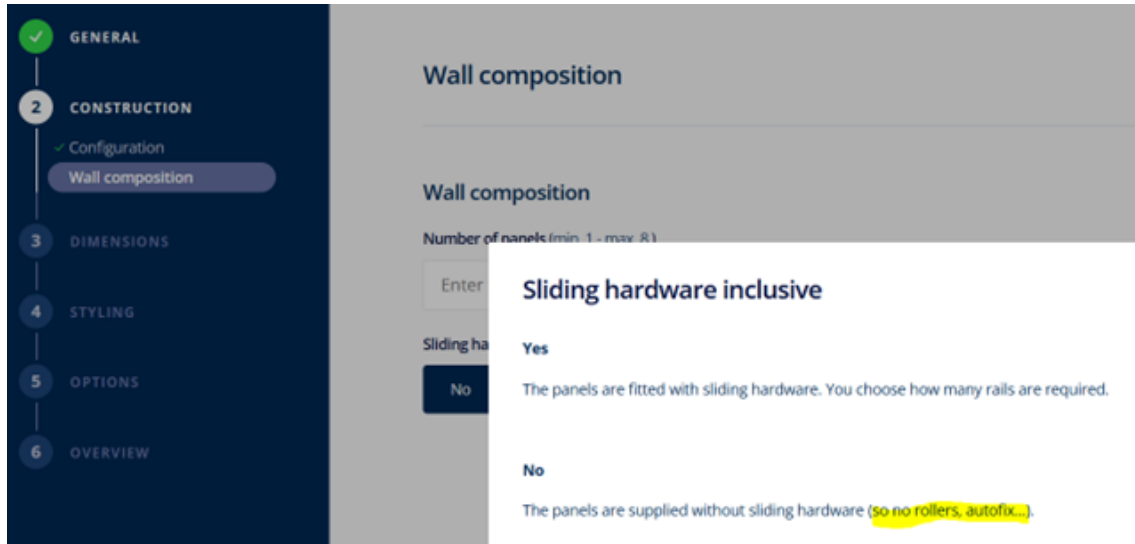 GENERAL
2 CONSTRUCTION
Configuration
Wall composition
3 DIMENSIONS
4 STYLING
5 OPTIONS
6 OVERVIEW
Wall composition
Wall composition
Number of panels (min. 1 - max. 8)
Enter
Sliding ha
No
Sliding hardware inclusive
Yes
The panels are fitted with sliding hardware. You choose how many rails are required.
No
The panels are supplied without sliding hardware (so no rollers, autofix...).